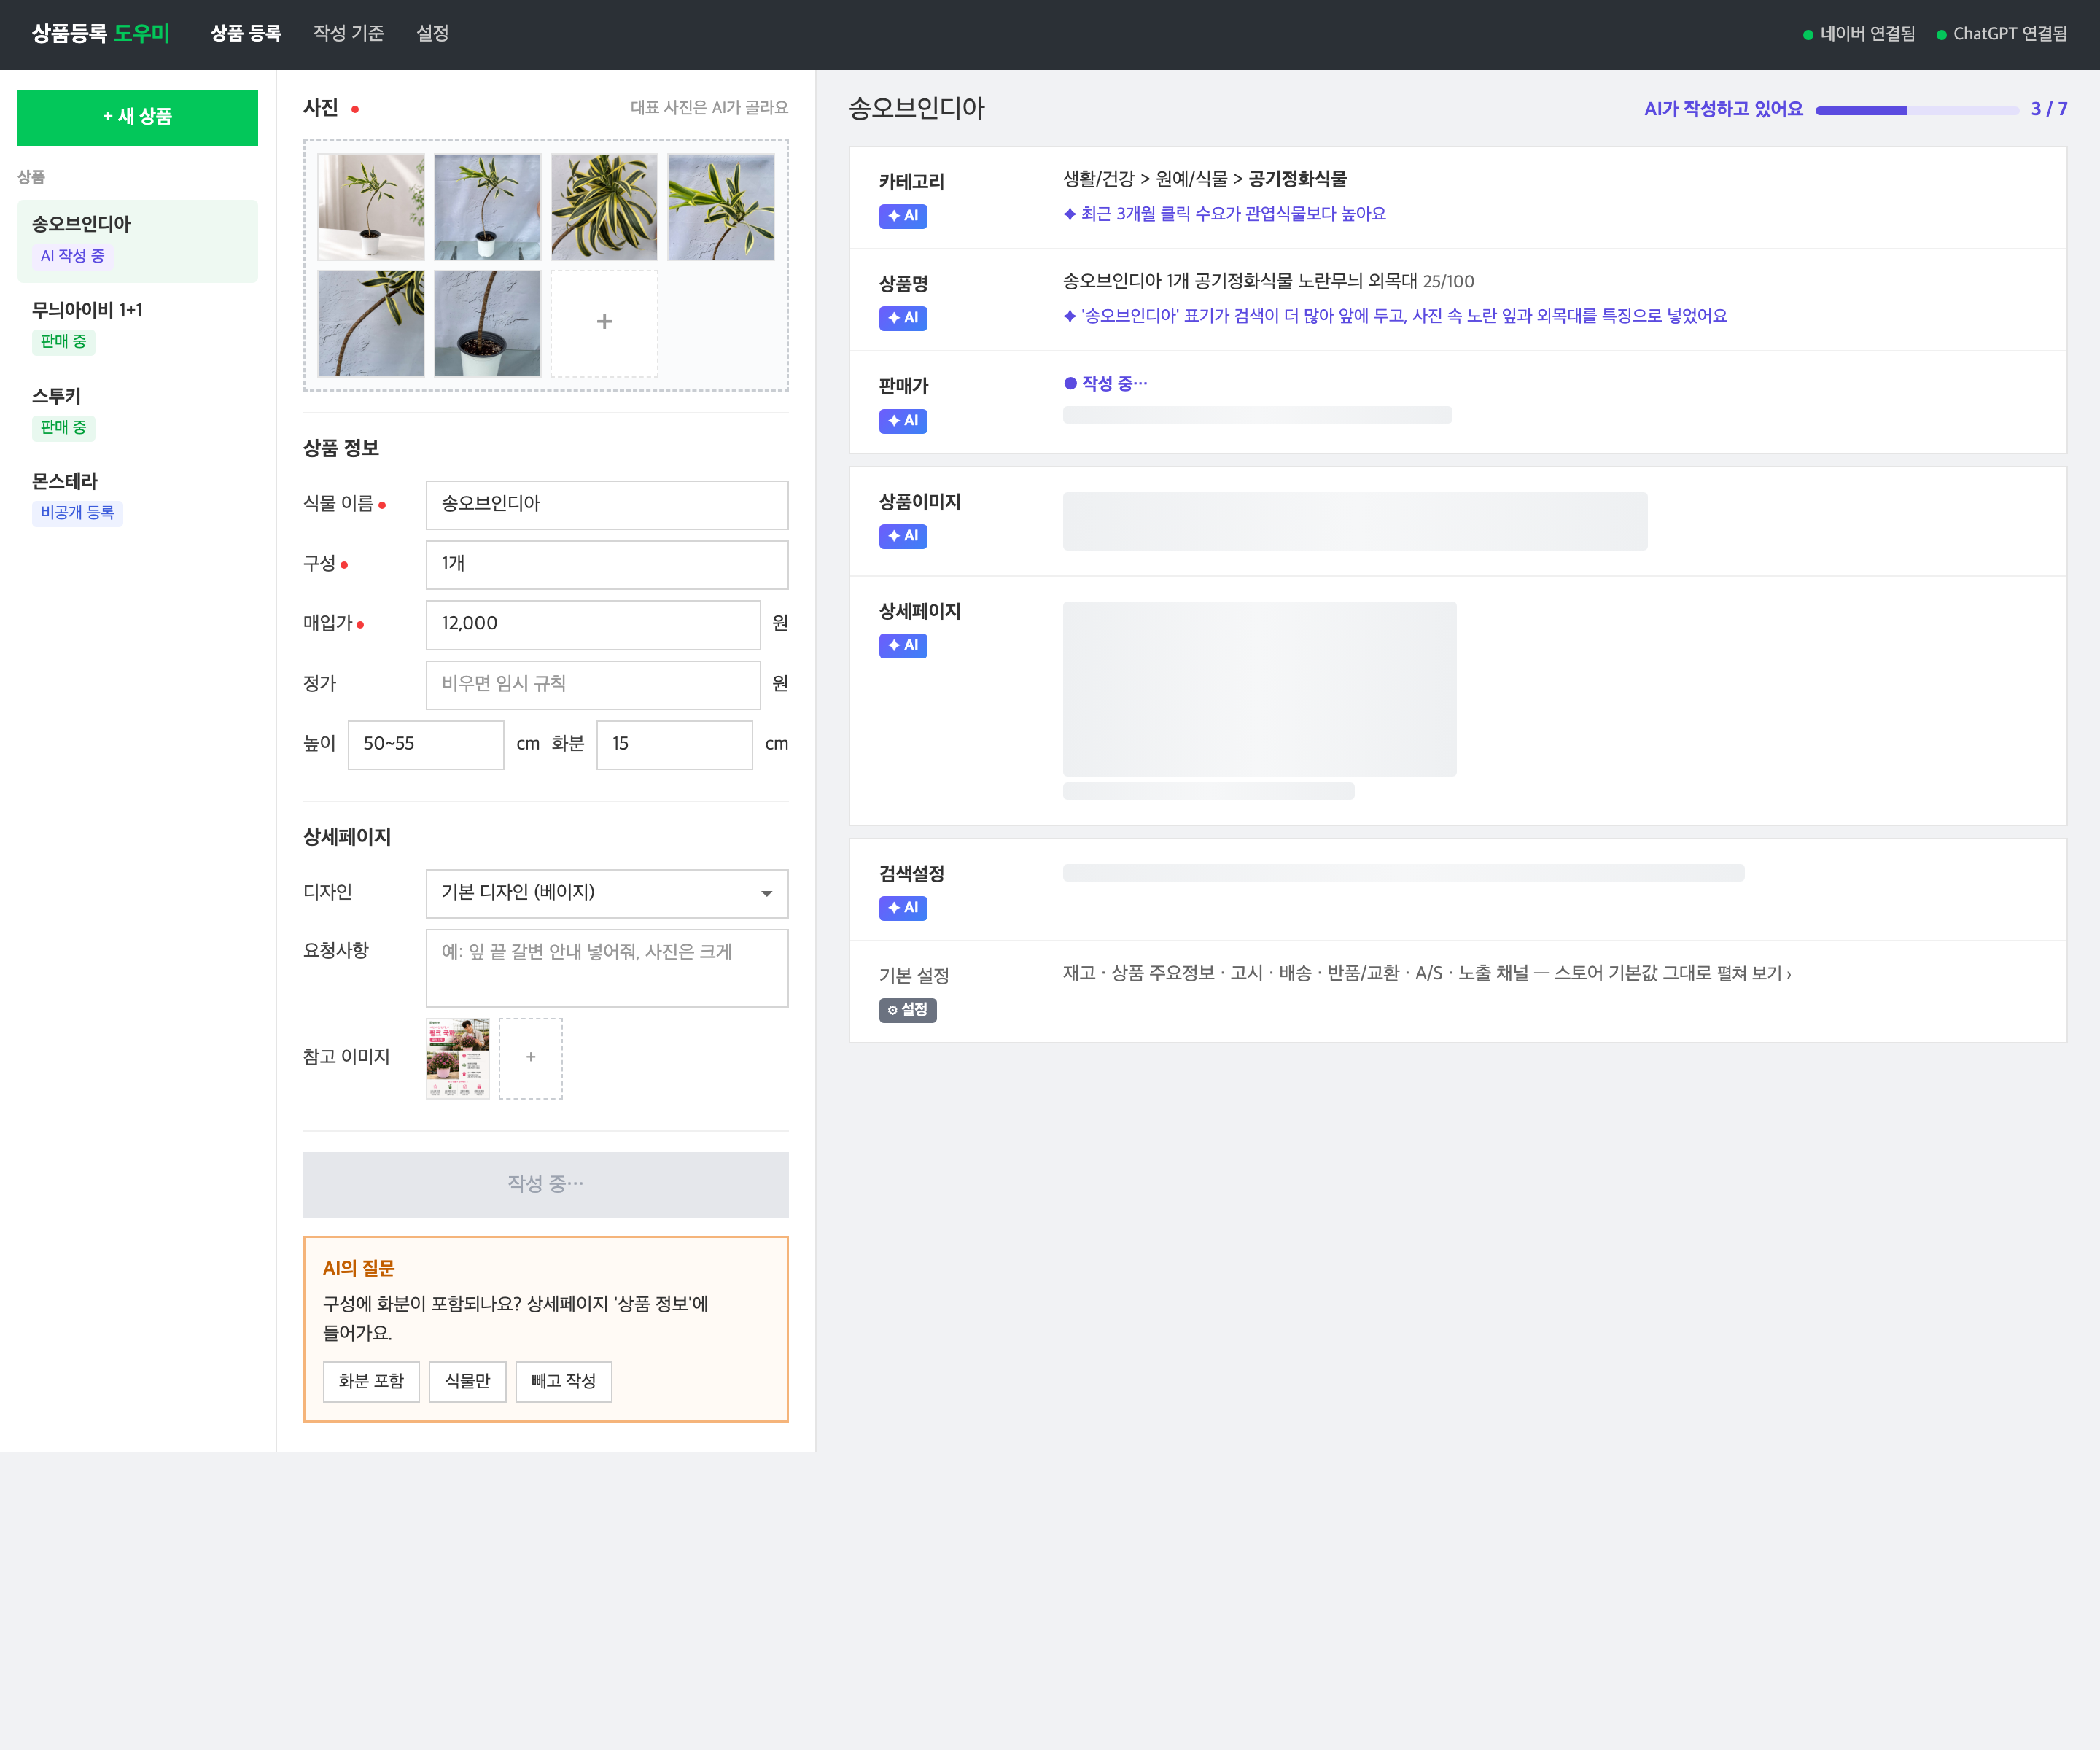 상품등록 도우미
상품 등록
작성 기준
설정
네이버 연결됨
ChatGPT 연결됨
+ 새 상품
상품
송오브인디아
AI 작성 중
무늬아이비 1+1
판매 중
스투키
판매 중
몬스테라
비공개 등록
사진
대표 사진은 AI가 골라요
+
상품 정보
식물 이름
송오브인디아
구성
1개
매입가
12,000
원
정가
비우면 임시 규칙
원
높이
50~55
cm
화분
15
cm
상세페이지
디자인
기본 디자인 (베이지)
요청사항
예: 잎 끝 갈변 안내 넣어줘, 사진은 크게
참고 이미지
+
작성 중…
AI의 질문
구성에 화분이 포함되나요? 상세페이지 '상품 정보'에
들어가요.
화분 포함
식물만
빼고 작성
송오브인디아
AI가 작성하고 있어요
3 / 7
카테고리
✦ AI
생활/건강 > 원예/식물 > 공기정화식물
✦ 최근 3개월 클릭 수요가 관엽식물보다 높아요
상품명
✦ AI
송오브인디아 1개 공기정화식물 노란무늬 외목대 25/100
✦ '송오브인디아' 표기가 검색이 더 많아 앞에 두고, 사진 속 노란 잎과 외목대를 특징으로 넣었어요
판매가
✦ AI
작성 중…
상품이미지
✦ AI
상세페이지
✦ AI
검색설정
✦ AI
기본 설정
⚙ 설정
재고 · 상품 주요정보 · 고시 · 배송 · 반품/교환 · A/S · 노출 채널 — 스토어 기본값 그대로 펼쳐 보기 ›